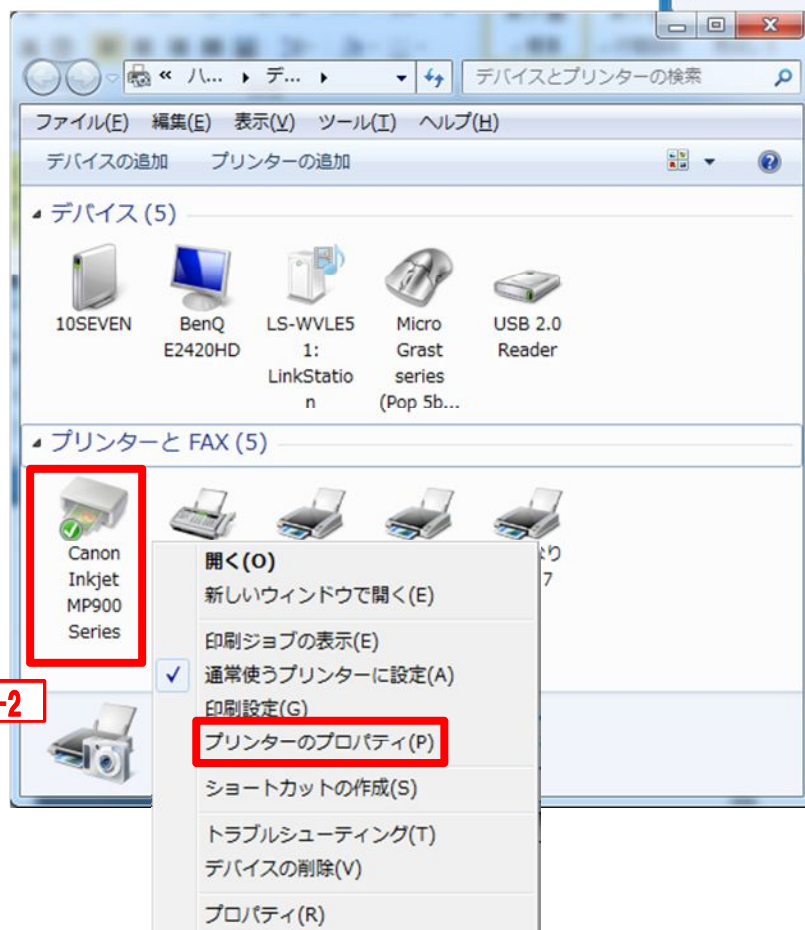 « ハ... ▸ デ... ▸
デバイスとプリンターの検索
ファイル(F) 編集(E) 表示(V) ツール(T) ヘルプ(H)
デバイスの追加 プリンターの追加
デバイス (5)
10SEVEN
BenQ
E2420HD
LS-WVLE5
1:
LinkStatio
n
Micro
Grast
series
(Pop 5b...
USB 2.0
Reader
プリンターと FAX (5)
Canon
Inkjet
MP900
Series
なり
7
開く(O)
新しいウィンドウで開く(E)
印刷ジョブの表示(E)
✓ 通常使うプリンターに設定(A)
印刷設定(G)
プリンターのプロパティ(P)
-2
ショートカットの作成(S)
トラブルシューティング(T)
デバイスの削除(V)
プロパティ(R)